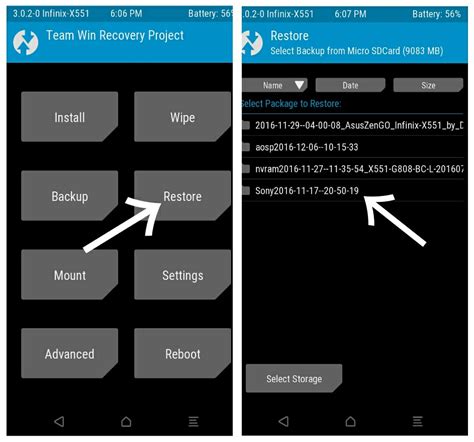 3.0.2-0 Infinix-X551 6:06 PM Battery: 56%
Team Win Recovery Project
Install
Wipe
Backup
Restore
Mount
Settings
Advanced
Reboot
3.0.2-0 Infinix-X551 6:07 PM Battery: 56%
Restore
Select Backup from Micro SDCard (9083 MB)
Name Date Size
Select Package to Restore:
2016-11-29--04-00-08_AsusZenGO_Infinix-X551_by_D
aosp2016-12-06--10-15-33
nvram2016-11-27--11-35-54_X551-G808-BC-L-201607
Sony2016-11-17--20-50-19
Select Storage